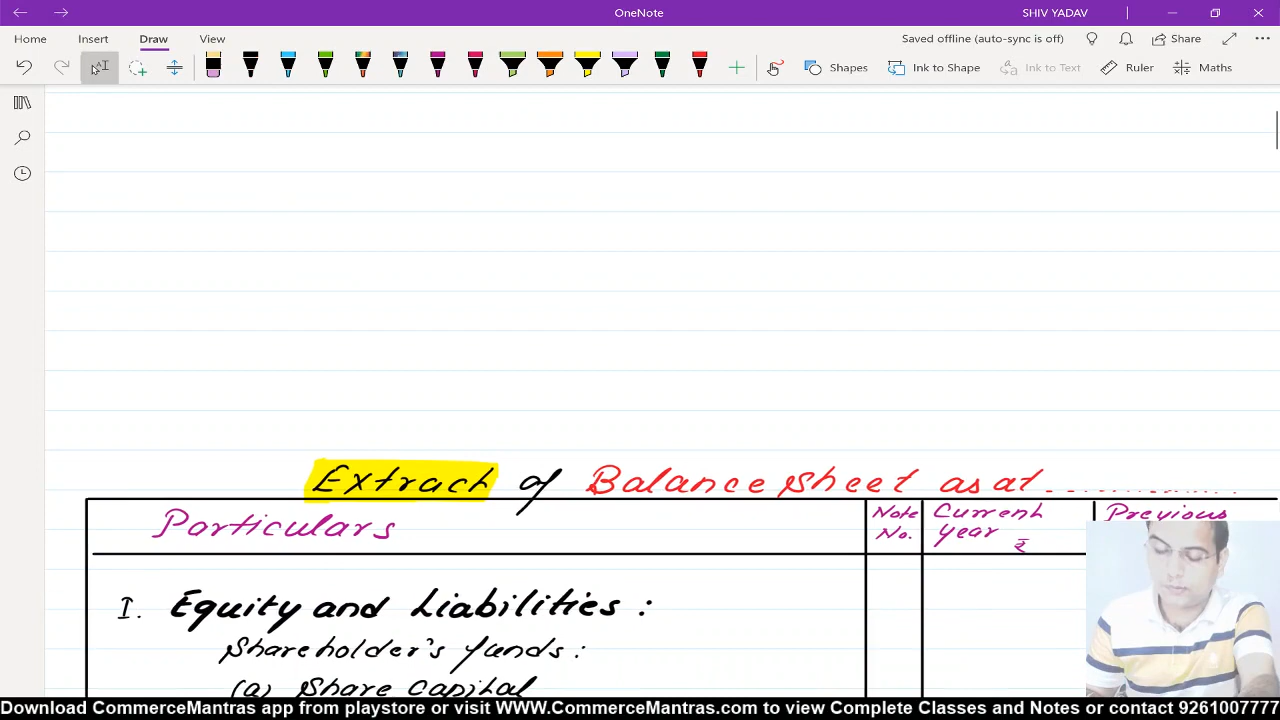 OneNote
SHIV YADAV
Home Insert Draw View
Saved offline (auto-sync is off)
Share
Shapes
Ink to Shape
Ink to Text
Ruler
Maths
Extract of Balance Sheet as at
Particulars
Note No.
Current year ₹
Previous
I. Equity and Liabilities :
Shareholder's funds :
(a) Share Capital
Download CommerceMantras app from playstore or visit WWW.CommerceMantras.com to view Complete Classes and Notes or contact 9261007777